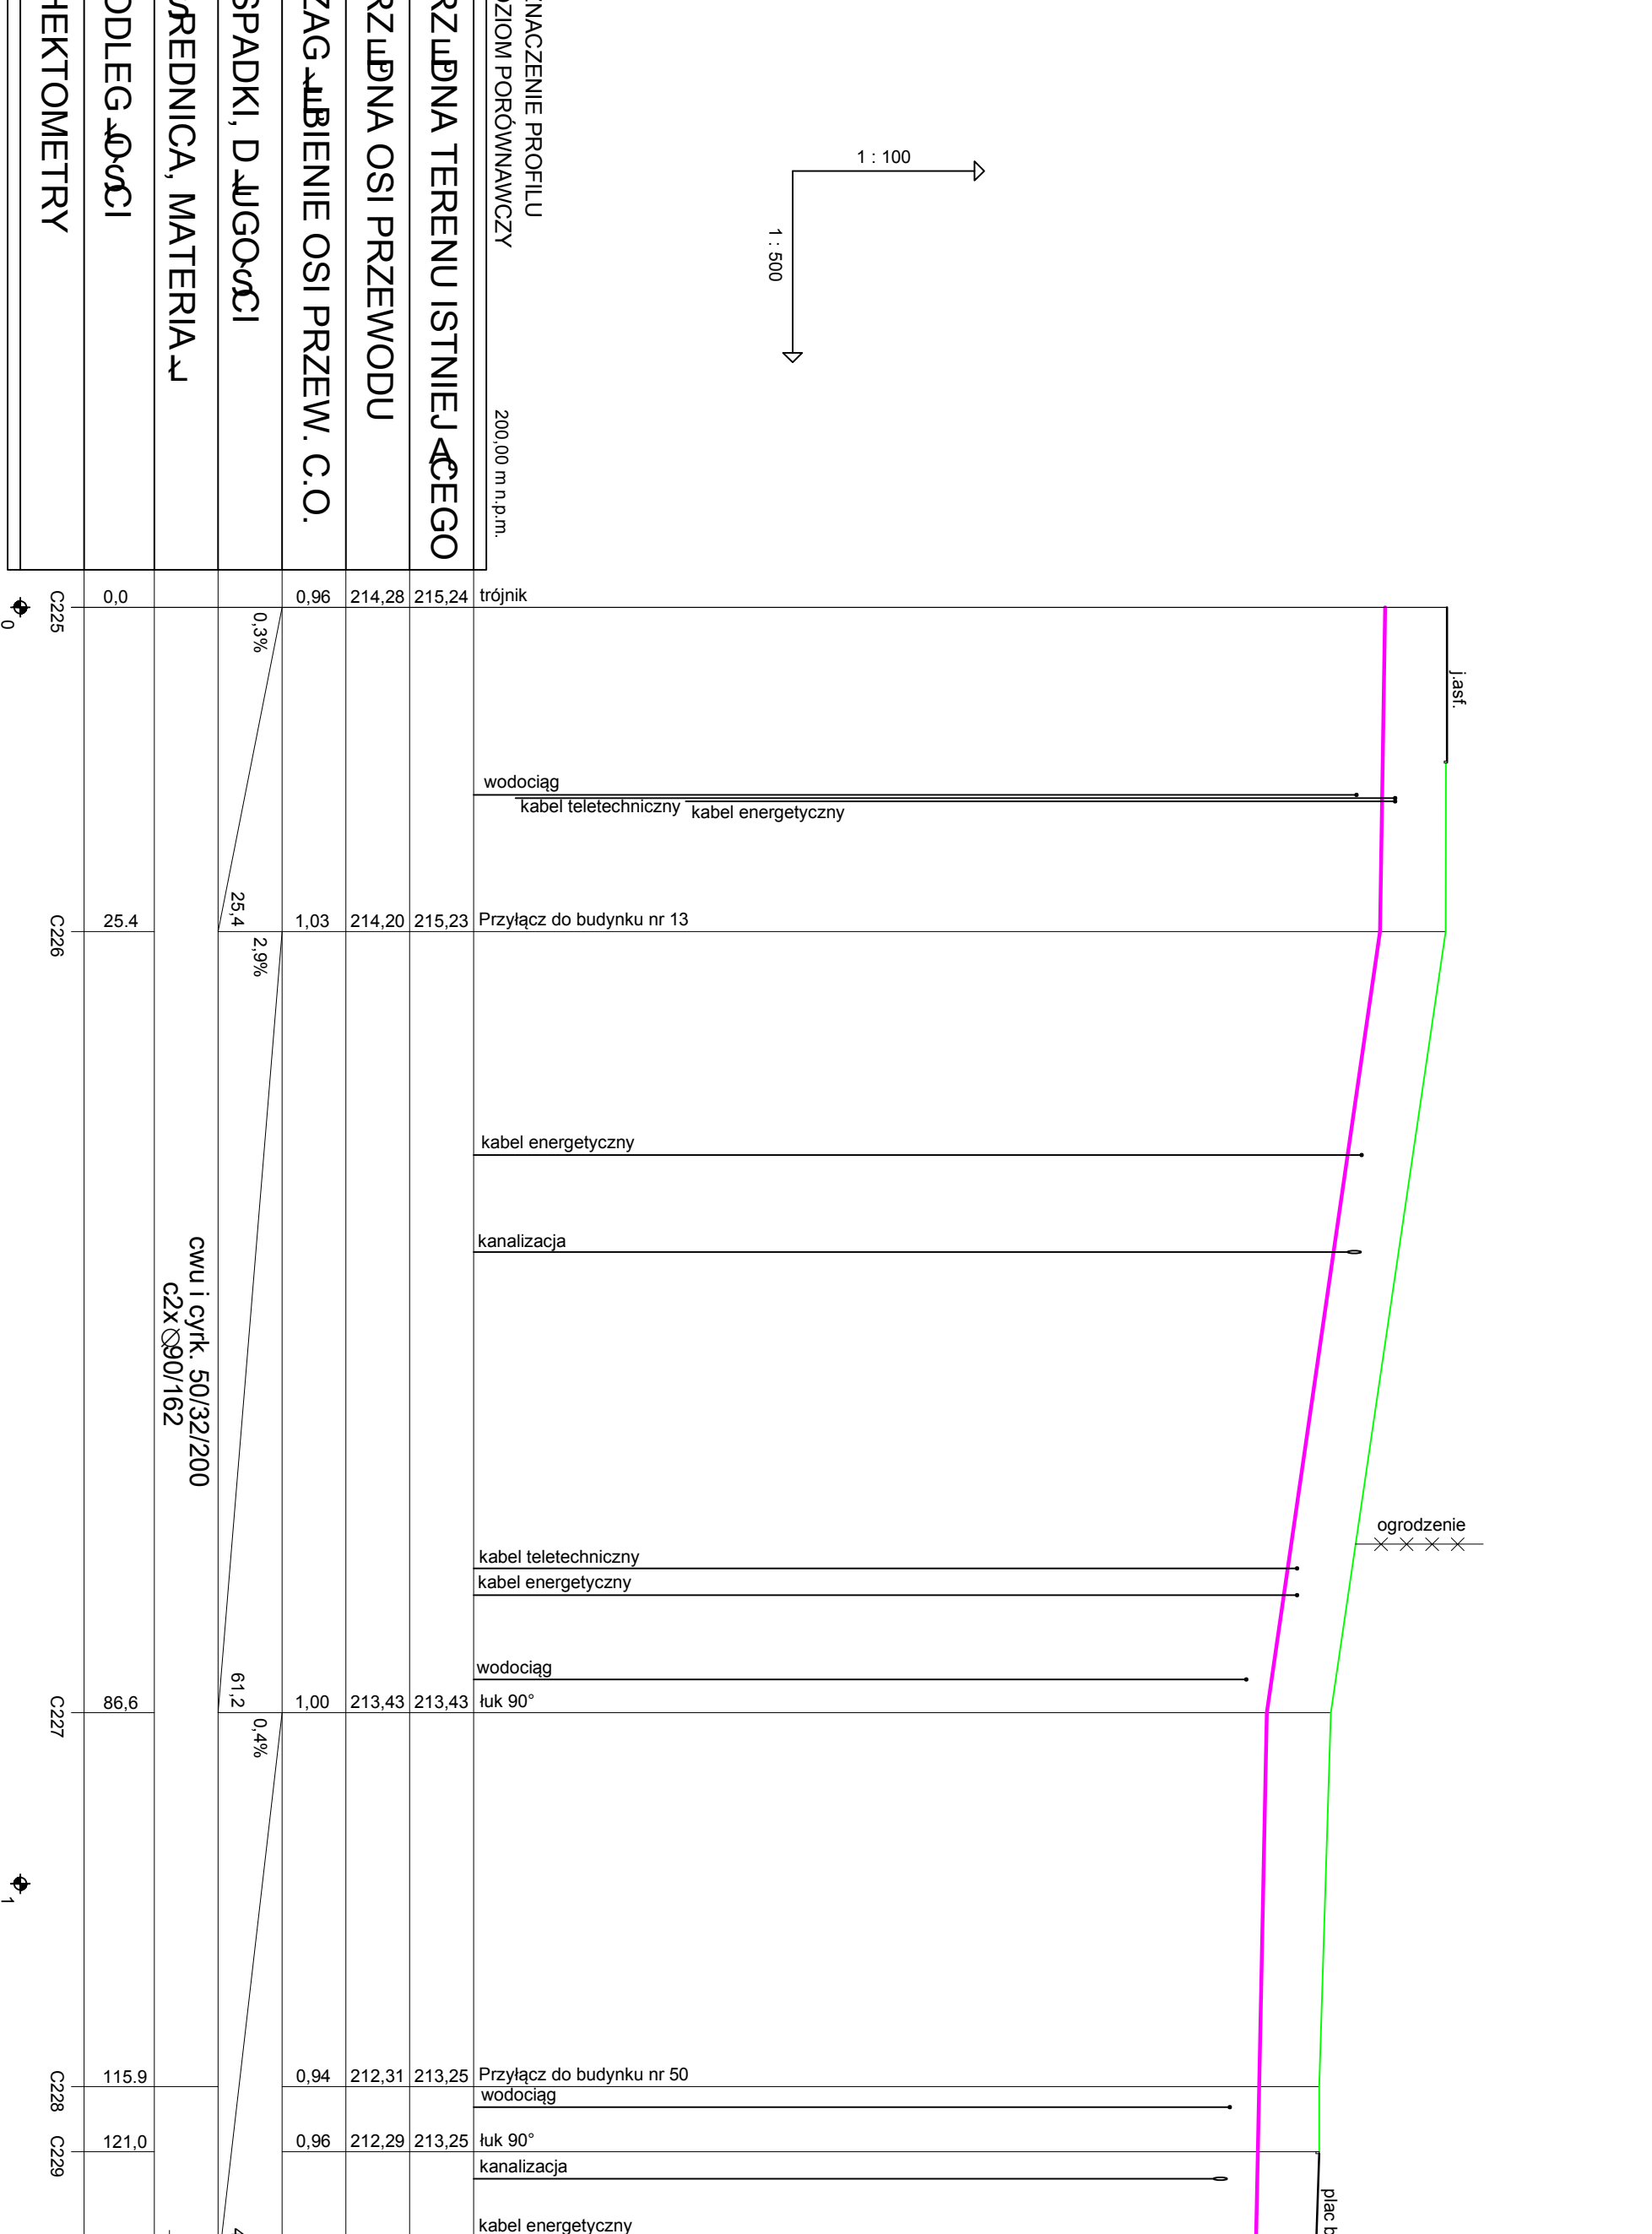 ZNACZENIE PROFILU
OZIOM PORÓWNAWCZY 200,00 m n.p.m.
RZĘDNA TERENU ISTNIEJĄCEGO
RZĘDNA OSI PRZEWODU
ZAGŁĘBIENIE OSI PRZEW. C.O.
SPADKI, DŁUGOŚCI
ŚREDNICA, MATERIAŁ
ODLEGŁOŚCI
HEKTOMETRY
1 : 100
1 : 500
C225 0,0 0,96 214,28 215,24 trójnik
0
0,3%
25,4
j.asf.
wodociąg
kabel teletechniczny
kabel energetyczny
C226 25.4 1,03 214,20 215,23 Przyłącz do budynku nr 13
2,9%
61,2
kabel energetyczny
kanalizacja
cwu i cyrk. 50/32/200
c2xØ90/162
ogrodzenie
kabel teletechniczny
kabel energetyczny
wodociąg
C227 86,6 1,00 213,43 213,43 łuk 90°
0,4%
1
C228 115.9 0,94 212,31 213,25 Przyłącz do budynku nr 50
wodociąg
C229 121,0 0,96 212,29 213,25 łuk 90°
kanalizacja
plac b
kabel energetyczny